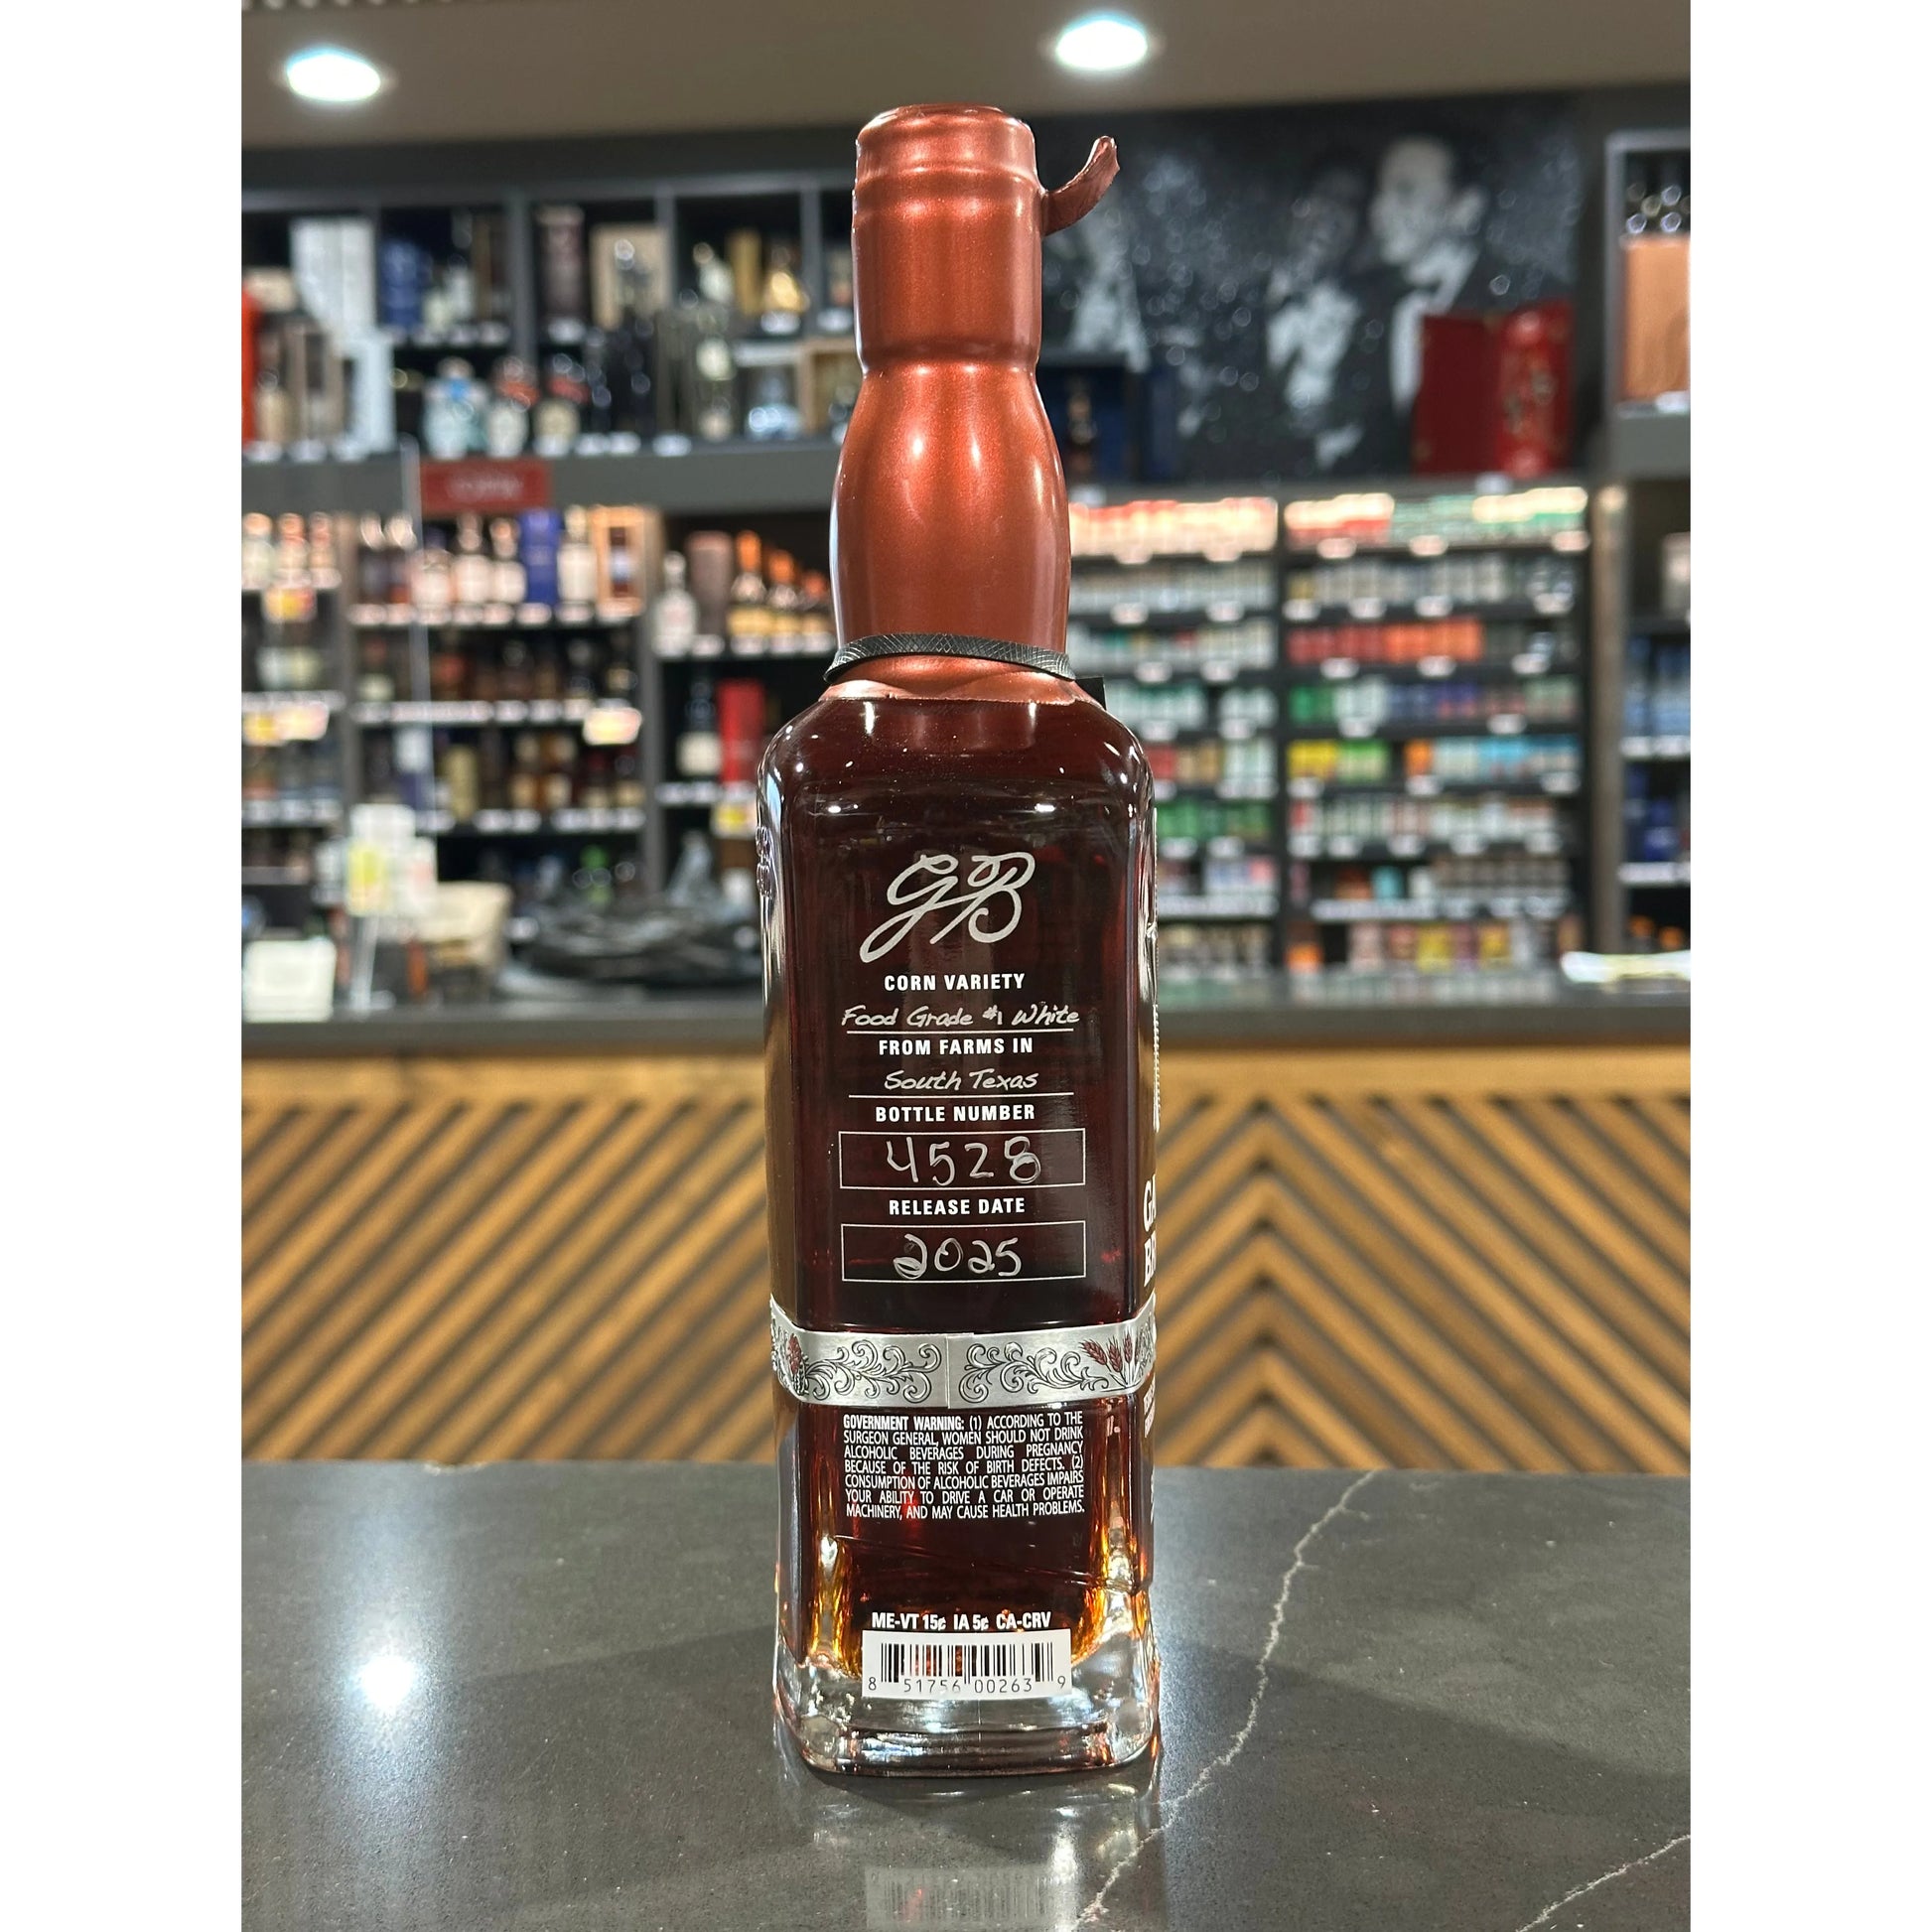 GB
CORN VARIETY
Food Grade #1 White
FROM FARMS IN
South Texas
BOTTLE NUMBER
4528
RELEASE DATE
2025
GOVERNMENT WARNING: (1) ACCORDING TO THE
SURGEON GENERAL, WOMEN SHOULD NOT DRINK
ALCOHOLIC BEVERAGES DURING PREGNANCY
BECAUSE OF THE RISK OF BIRTH DEFECTS. (2)
CONSUMPTION OF ALCOHOLIC BEVERAGES IMPAIRS
YOUR ABILITY TO DRIVE A CAR OR OPERATE
MACHINERY, AND MAY CAUSE HEALTH PROBLEMS.
ME-VT 15¢ IA 5¢ CA-CRV
8 51756 00263 9